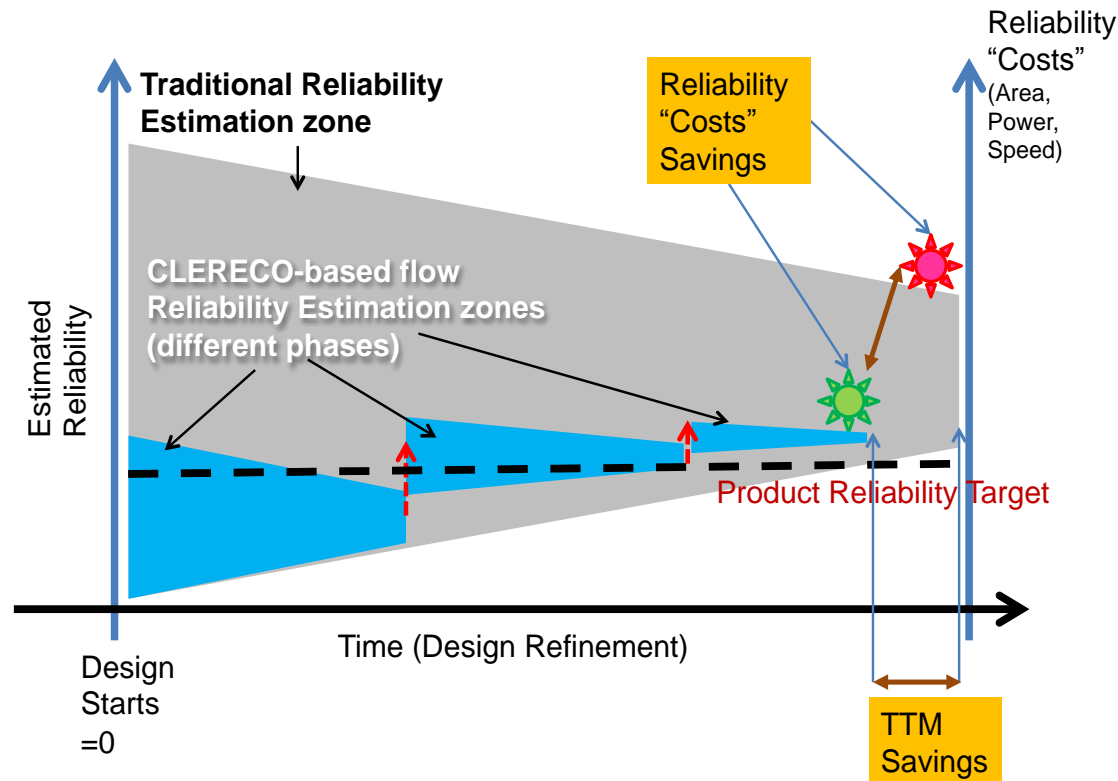 Reliability
“Costs”
(Area,
Power,
Speed)
Traditional Reliability
Estimation zone
Reliability
“Costs”
Savings
CLERECO-based flow
Reliability Estimation zones
(different phases)
Estimated
Reliability
Product Reliability Target
Time (Design Refinement)
Design
Starts
=0
TTM
Savings